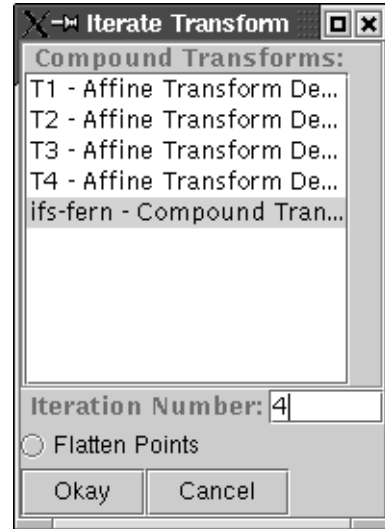 Iterate Transform
Compound Transforms:
T1 - Affine Transform De...
T2 - Affine Transform De...
T3 - Affine Transform De...
T4 - Affine Transform De...
ifs-fern - Compound Tran...
Iteration Number: 4
Flatten Points
Okay Cancel